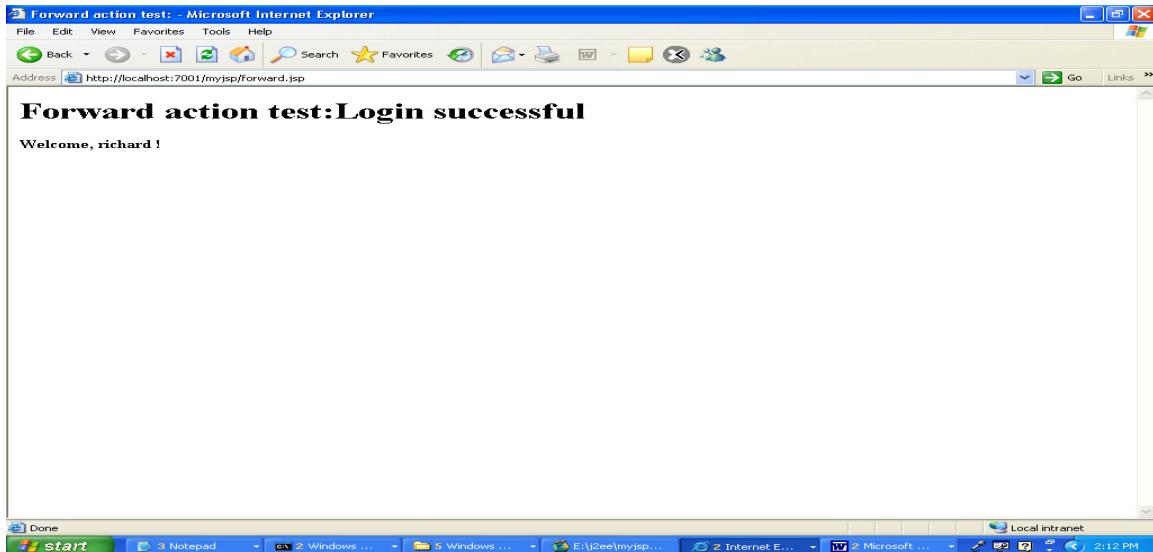 Forward action test: - Microsoft Internet Explorer
File Edit View Favorites Tools Help
Back Search Favorites
Address http://localhost:7001/myjsp/forward.jsp Go Links »
Forward action test:Login successful
Welcome, richard !
Done Local intranet
start 3 Notepad 2 Windows ... 5 Windows ... E:\j2ee\myjsp... 2 Internet E... 2 Microsoft ... 2:12 PM